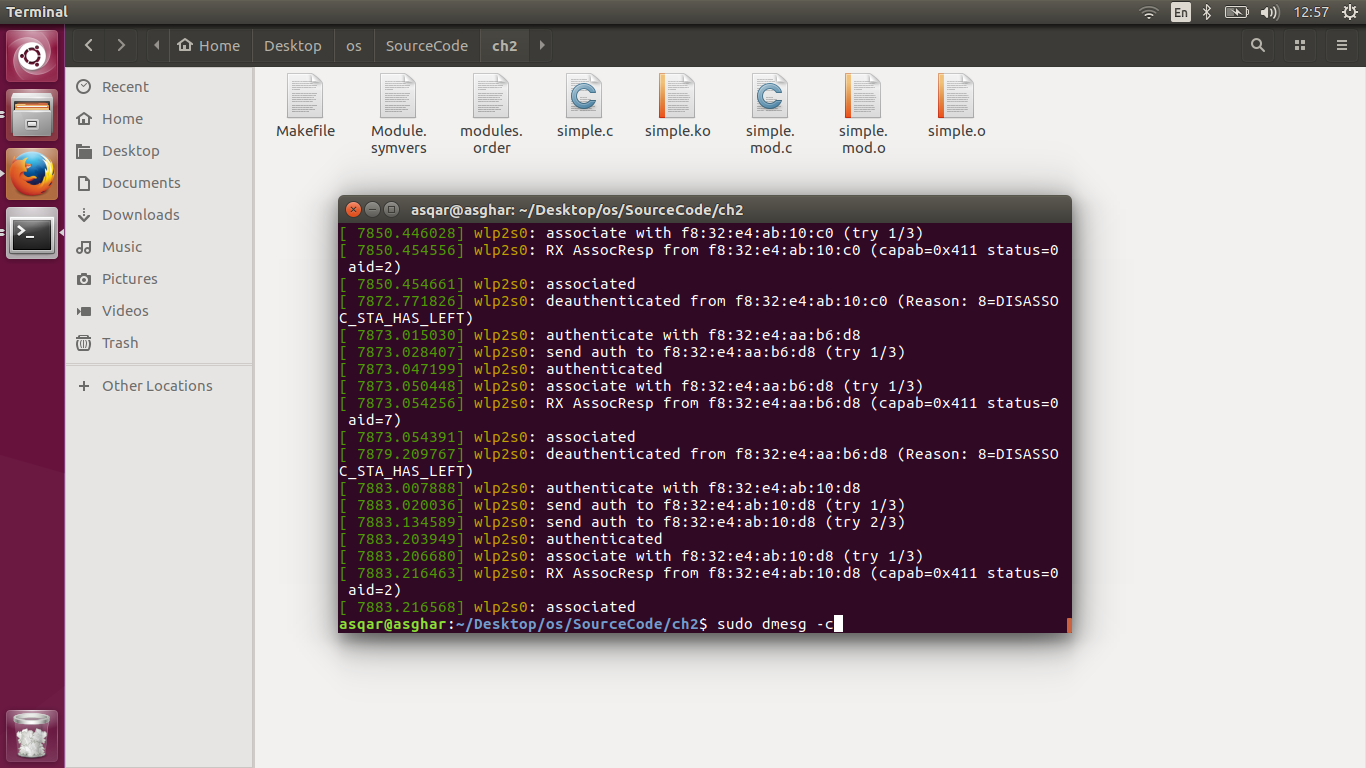 Terminal
En
12:57
Home
Desktop
os
SourceCode
ch2
Recent
Home
Desktop
Documents
Downloads
Music
Pictures
Videos
Trash
Other Locations
Makefile
Module.
symvers
modules.
order
simple.c
simple.ko
simple.
mod.c
simple.
mod.o
simple.o
asqar@asghar: ~/Desktop/os/SourceCode/ch2
[ 7850.446028] wlp2s0: associate with f8:32:e4:ab:10:c0 (try 1/3)
[ 7850.454556] wlp2s0: RX AssocResp from f8:32:e4:ab:10:c0 (capab=0x411 status=0
aid=2)
[ 7850.454661] wlp2s0: associated
[ 7872.771826] wlp2s0: deauthenticated from f8:32:e4:ab:10:c0 (Reason: 8=DISASSO
C_STA_HAS_LEFT)
[ 7873.015030] wlp2s0: authenticate with f8:32:e4:aa:b6:d8
[ 7873.028407] wlp2s0: send auth to f8:32:e4:aa:b6:d8 (try 1/3)
[ 7873.047199] wlp2s0: authenticated
[ 7873.050448] wlp2s0: associate with f8:32:e4:aa:b6:d8 (try 1/3)
[ 7873.054256] wlp2s0: RX AssocResp from f8:32:e4:aa:b6:d8 (capab=0x411 status=0
aid=7)
[ 7873.054391] wlp2s0: associated
[ 7879.209767] wlp2s0: deauthenticated from f8:32:e4:aa:b6:d8 (Reason: 8=DISASSO
C_STA_HAS_LEFT)
[ 7883.007888] wlp2s0: authenticate with f8:32:e4:ab:10:d8
[ 7883.020036] wlp2s0: send auth to f8:32:e4:ab:10:d8 (try 1/3)
[ 7883.134589] wlp2s0: send auth to f8:32:e4:ab:10:d8 (try 2/3)
[ 7883.203949] wlp2s0: authenticated
[ 7883.206680] wlp2s0: associate with f8:32:e4:ab:10:d8 (try 1/3)
[ 7883.216463] wlp2s0: RX AssocResp from f8:32:e4:ab:10:d8 (capab=0x411 status=0
aid=2)
[ 7883.216568] wlp2s0: associated
asqar@asghar:~/Desktop/os/SourceCode/ch2$ sudo dmesg -c